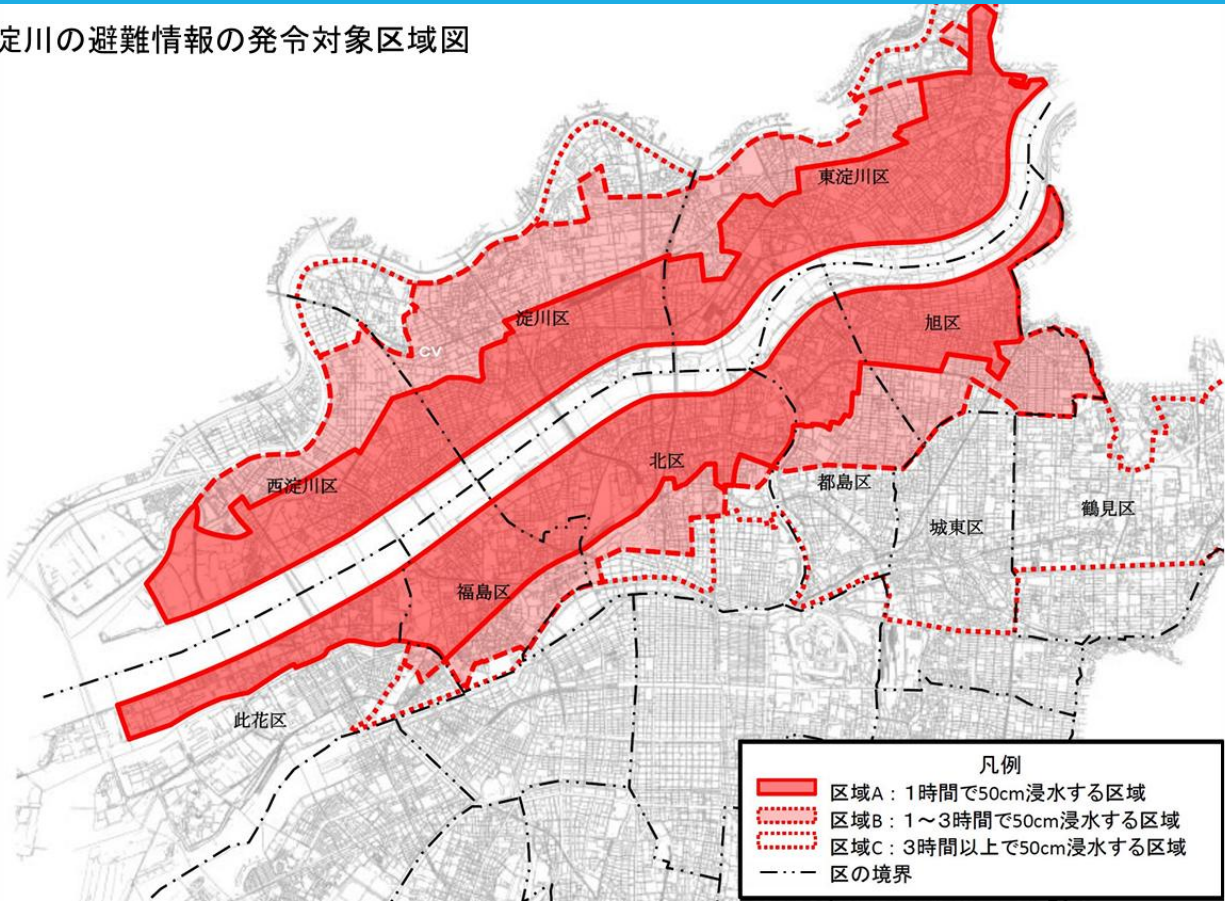 淀川の避難情報の発令対象区域図
東淀川区
淀川区
旭区
CV
西淀川区
北区
都島区
鶴見区
城東区
福島区
此花区
凡例
区域A：1時間で50cm浸水する区域
区域B：1～3時間で50cm浸水する区域
区域C：3時間以上で50cm浸水する区域
区の境界